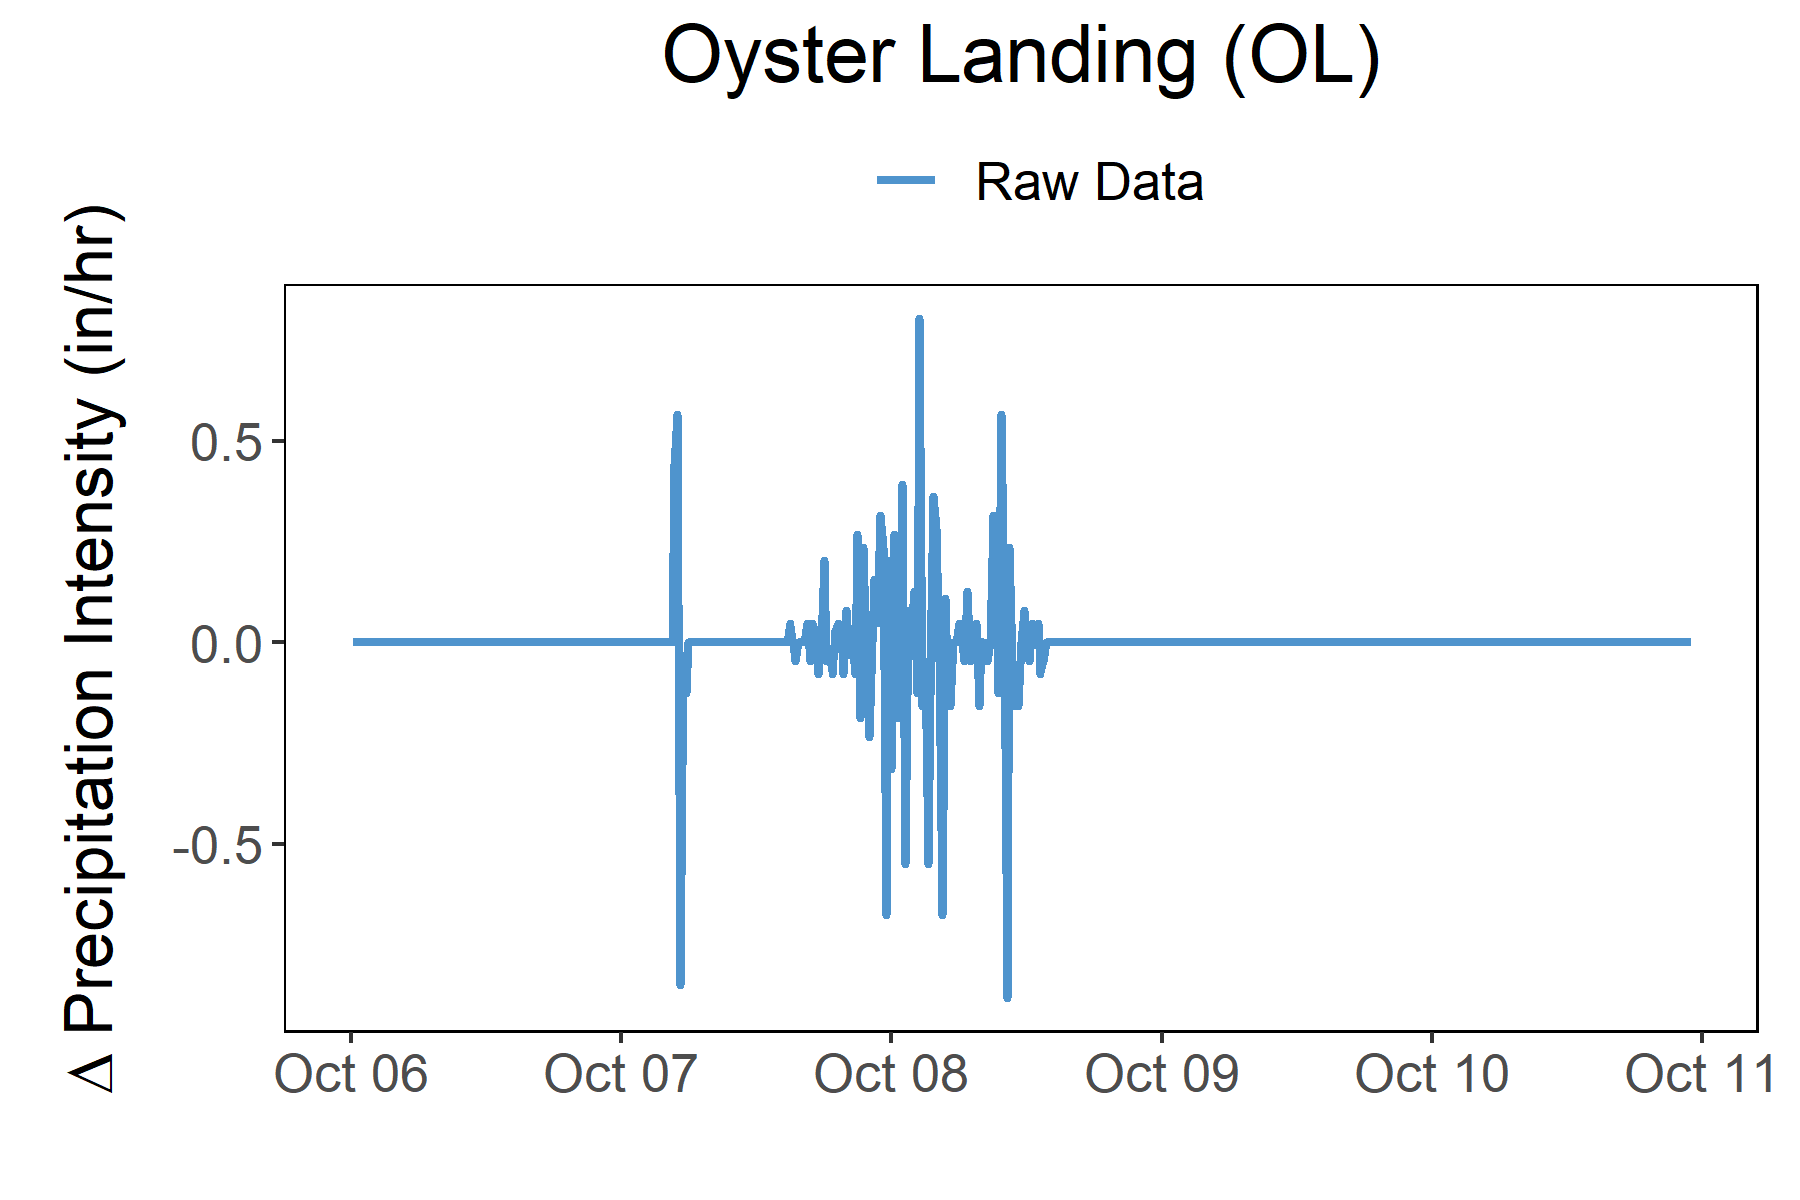 Oyster Landing (OL)
Raw Data
Δ Precipitation Intensity (in/hr)
0.5
0.0
-0.5
Oct 06 Oct 07 Oct 08 Oct 09 Oct 10 Oct 11